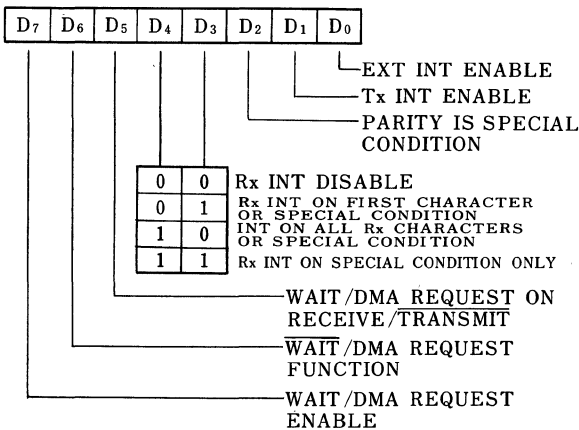 D7 D6 D5 D4 D3 D2 D1 D0
EXT INT ENABLE
Tx INT ENABLE
PARITY IS SPECIAL
CONDITION
0 0 Rx INT DISABLE
0 1 Rx INT ON FIRST CHARACTER
OR SPECIAL CONDITION
1 0 INT ON ALL Rx CHARACTERS
OR SPECIAL CONDITION
1 1 Rx INT ON SPECIAL CONDITION ONLY
WAIT/DMA REQUEST ON
RECEIVE/TRANSMIT
WAIT/DMA REQUEST
FUNCTION
WAIT/DMA REQUEST
ENABLE